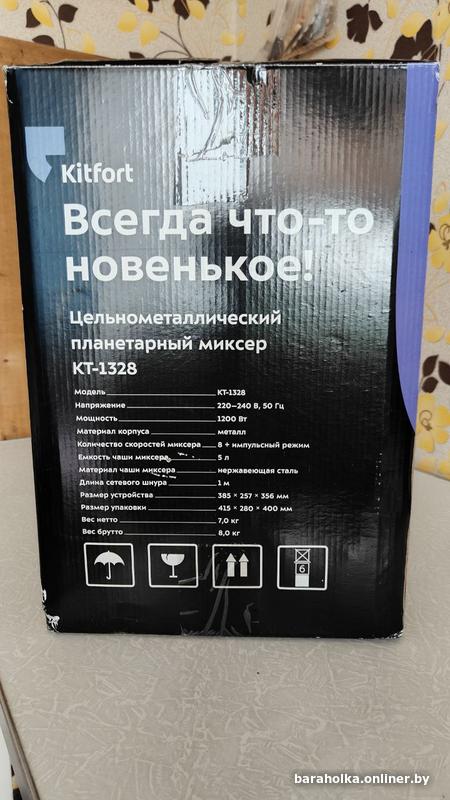 Kitfort
Всегда что-то
новенькое!
Цельнометаллический
планетарный миксер
КТ-1328
Модель КТ-1328
Напряжение 220–240 В, 50 Гц
Мощность 1200 Вт
Материал корпуса металл
Количество скоростей миксера 8 + импульсный режим
Емкость чаши миксера 5 л
Материал чаши миксера нержавеющая сталь
Длина сетевого шнура 1 м
Размер устройства 385 × 257 × 356 мм
Размер упаковки 415 × 280 × 400 мм
Вес нетто 7,0 кг
Вес брутто 8,0 кг
6
baraholka.onliner.by